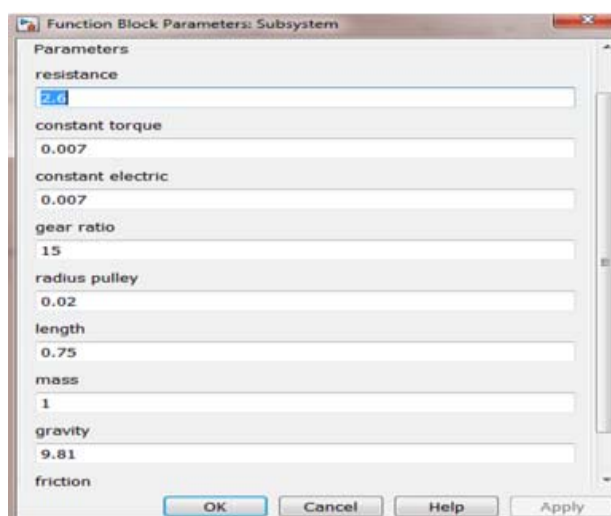 Function Block Parameters: Subsystem
Parameters
resistance
2.6
constant torque
0.007
constant electric
0.007
gear ratio
15
radius pulley
0.02
length
0.75
mass
1
gravity
9.81
friction
OK Cancel Help Apply